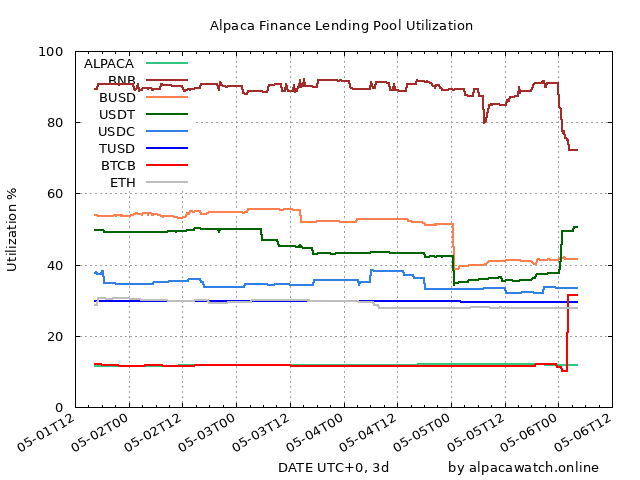 Alpaca Finance Lending Pool Utilization
Utilization %
100
80
60
40
20
0
ALPACA
BNB
BUSD
USDT
USDC
TUSD
BTCB
ETH
05-01T12
05-02T00
05-02T12
05-03T00
05-03T12
05-04T00
05-04T12
05-05T00
05-05T12
05-06T00
05-06T12
DATE UTC+0, 3d
by alpacawatch.online